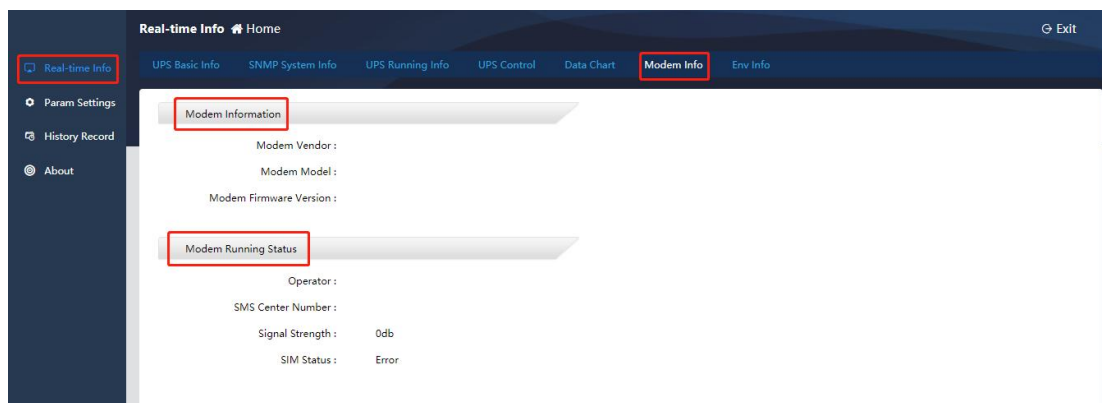 Real-time Info Home
Exit
Real-time Info
Param Settings
History Record
About
UPS Basic Info SNMP System Info UPS Running Info UPS Control Data Chart Modem Info Env Info
Modem Information
Modem Vendor :
Modem Model :
Modem Firmware Version :
Modem Running Status
Operator :
SMS Center Number :
Signal Strength : 0db
SIM Status : Error